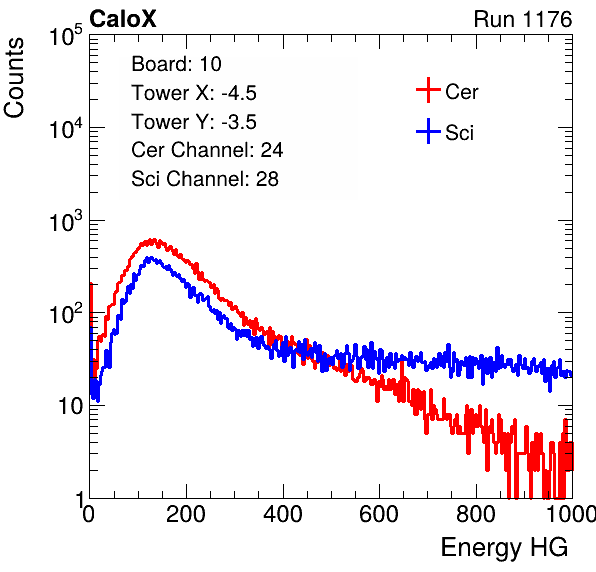 CaloX Run 1176
Counts
Board: 10
Tower X: -4.5
Tower Y: -3.5
Cer Channel: 24
Sci Channel: 28
Cer
Sci
10^5
10^4
10^3
10^2
10
1
0 200 400 600 800 1000
Energy HG